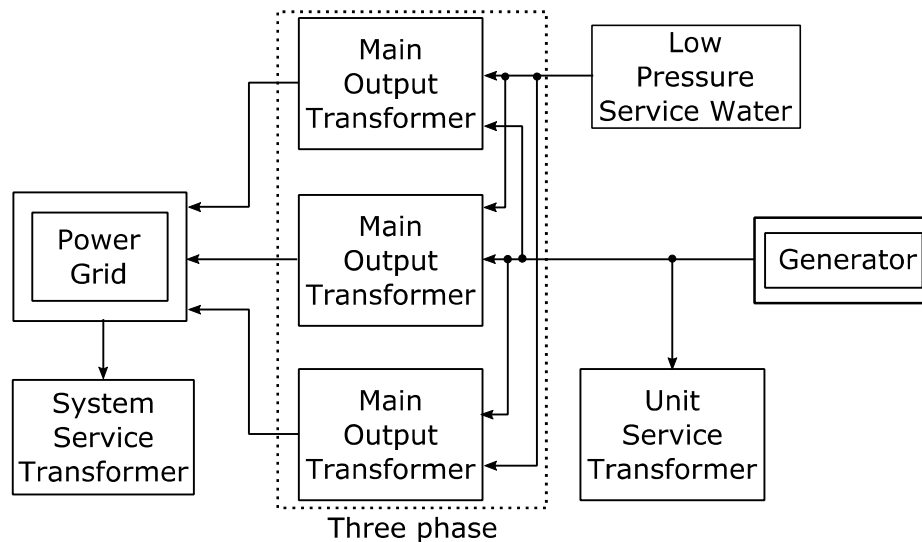 Main
Output
Transformer
Low
Pressure
Service Water
Power
Grid
Main
Output
Transformer
Generator
System
Service
Transformer
Main
Output
Transformer
Unit
Service
Transformer
Three phase